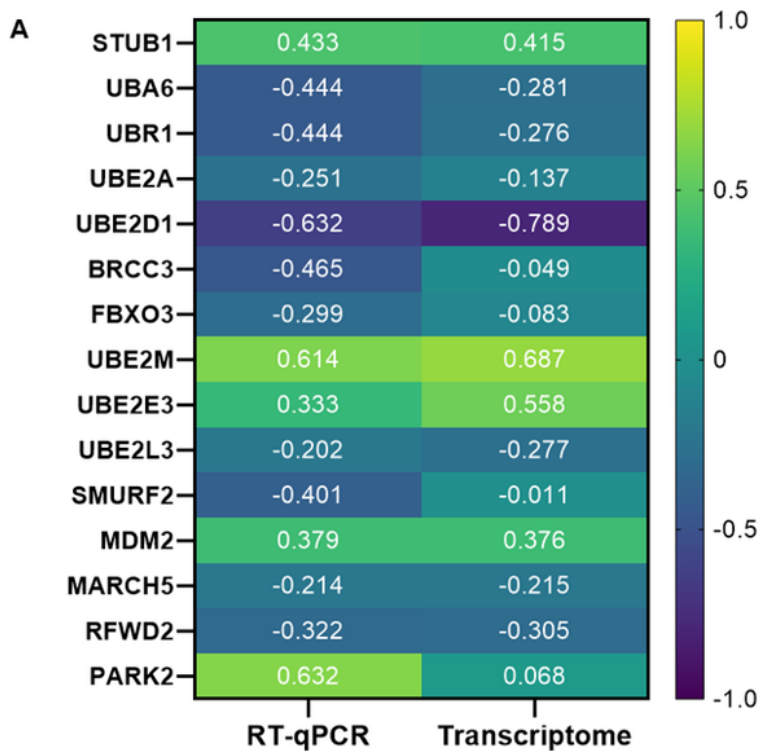 A
STUB1 0.433 0.415
UBA6 -0.444 -0.281
UBR1 -0.444 -0.276
UBE2A -0.251 -0.137
UBE2D1 -0.632 -0.789
BRCC3 -0.465 -0.049
FBXO3 -0.299 -0.083
UBE2M 0.614 0.687
UBE2E3 0.333 0.558
UBE2L3 -0.202 -0.277
SMURF2 -0.401 -0.011
MDM2 0.379 0.376
MARCH5 -0.214 -0.215
RFWD2 -0.322 -0.305
PARK2 0.632 0.068
RT-qPCR Transcriptome
1.0
0.5
0
-0.5
-1.0